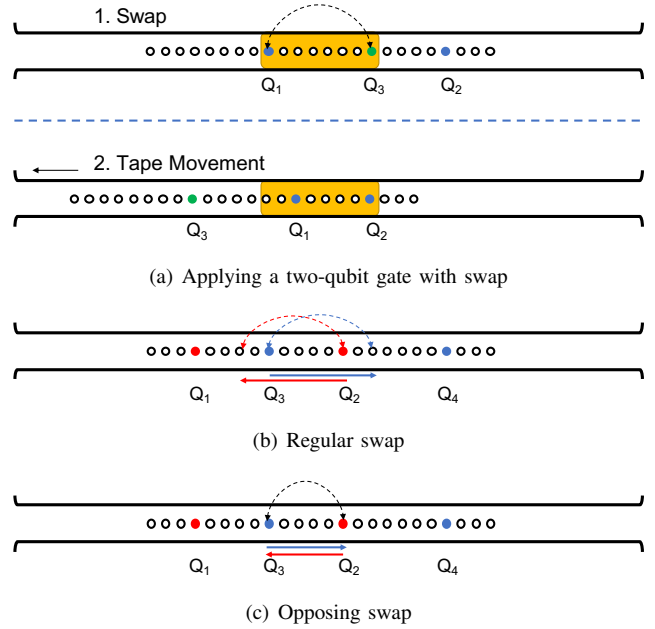 1. Swap
Q₁ Q₃ Q₂
2. Tape Movement
Q₃ Q₁ Q₂
(a) Applying a two-qubit gate with swap
Q₁ Q₃ Q₂ Q₄
(b) Regular swap
Q₁ Q₃ Q₂ Q₄
(c) Opposing swap